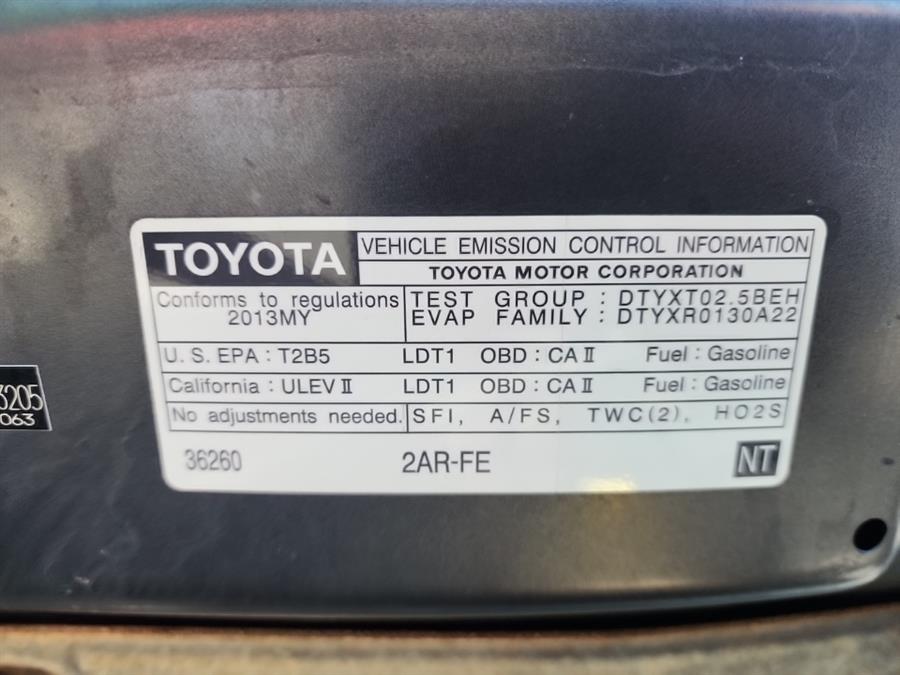 TOYOTA VEHICLE EMISSION CONTROL INFORMATION
TOYOTA MOTOR CORPORATION
Conforms to regulations
2013MY
TEST GROUP : DTYXT02.5BEH
EVAP FAMILY : DTYXR0130A22
U.S. EPA : T2B5 LDT1 OBD : CA II Fuel : Gasoline
California : ULEV II LDT1 OBD : CA II Fuel : Gasoline
No adjustments needed. SFI, A/FS, TWC(2), HO2S
36260 2AR-FE NT
3205
063